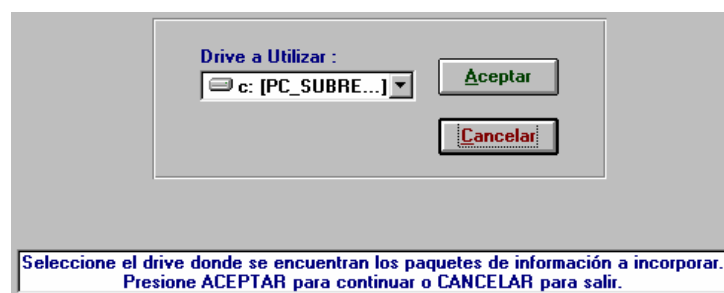 Drive a Utilizar :
c: [PC_SUBRE...]
Aceptar
Cancelar
Seleccione el drive donde se encuentran los paquetes de información a incorporar.
Presione ACEPTAR para continuar o CANCELAR para salir.